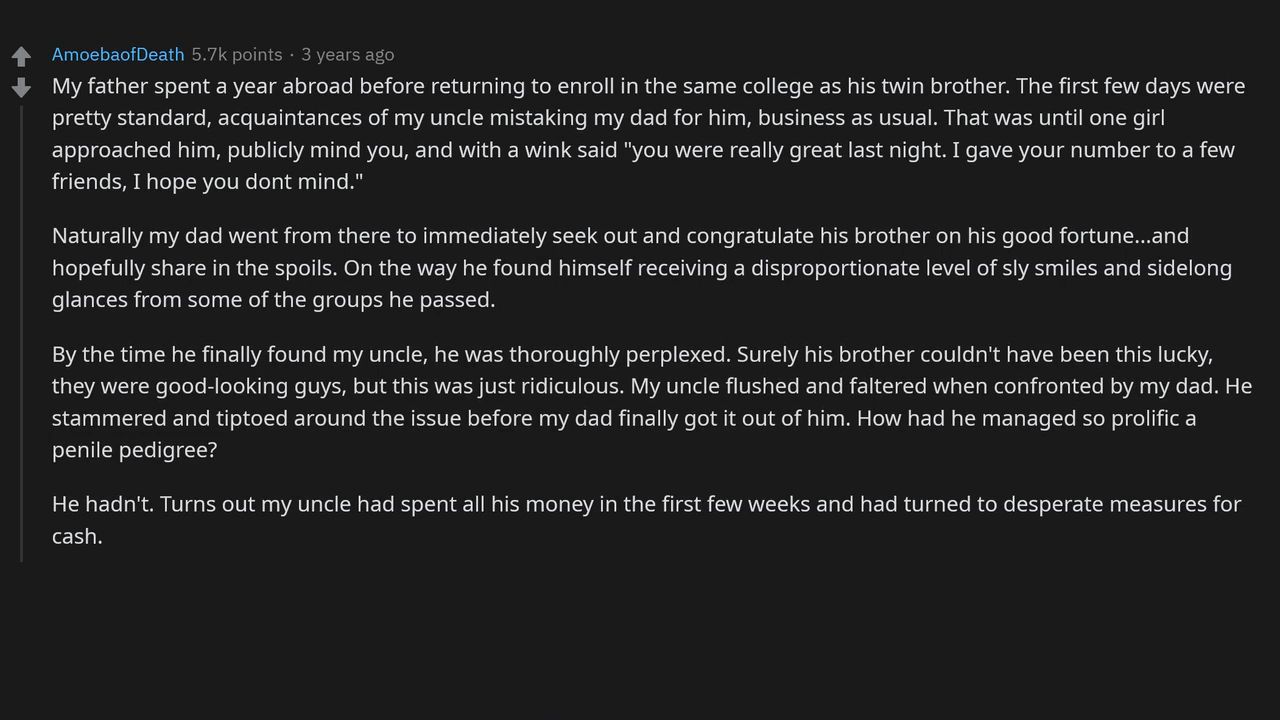 AmoebaofDeath 5.7k points · 3 years ago
My father spent a year abroad before returning to enroll in the same college as his twin brother. The first few days were
pretty standard, acquaintances of my uncle mistaking my dad for him, business as usual. That was until one girl
approached him, publicly mind you, and with a wink said "you were really great last night. I gave your number to a few
friends, I hope you dont mind."
Naturally my dad went from there to immediately seek out and congratulate his brother on his good fortune...and
hopefully share in the spoils. On the way he found himself receiving a disproportionate level of sly smiles and sidelong
glances from some of the groups he passed.
By the time he finally found my uncle, he was thoroughly perplexed. Surely his brother couldn't have been this lucky,
they were good-looking guys, but this was just ridiculous. My uncle flushed and faltered when confronted by my dad. He
stammered and tiptoed around the issue before my dad finally got it out of him. How had he managed so prolific a
penile pedigree?
He hadn't. Turns out my uncle had spent all his money in the first few weeks and had turned to desperate measures for
cash.